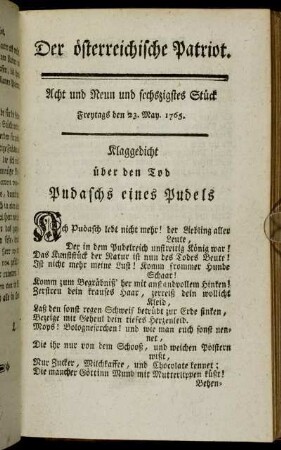 Der österreichische Patriot.
Acht und Neun und sechszigstes Stück
Freytags den 23. May. 1765.
Klaggedicht
über den Tod
Pudaschs eines Pudels
Ach Pudasch lebt nicht mehr! der Liebling aller
Leute,
Der in dem Pudelreich unstreitig König war!
Das Kunststück der Natur ist nun des Todes Beute!
Ist nicht mehr meine Lust! Komm frommer Hunde
Schaar!
Komm zum Begräbniß' her mit angstvollem Hinken!
Zerstreu dein krauses Haar, zerreiß dein wollicht
Kleid,
Laß den sonst regen Schweif betrübt zur Erde sinken,
Bezeige mit Geheul dein tiefes Herzenleid.
Mops! Bologneserchen! und wie man euch sonst nen-
net,
Die ihr nur von dem Schooß, und weichen Pölstern
wißt,
Nur Zucker, Milchkaffee, und Chocolate kennet;
Die mancher Göttinn Mund mit Mutterlippen küßt!
Bezen-